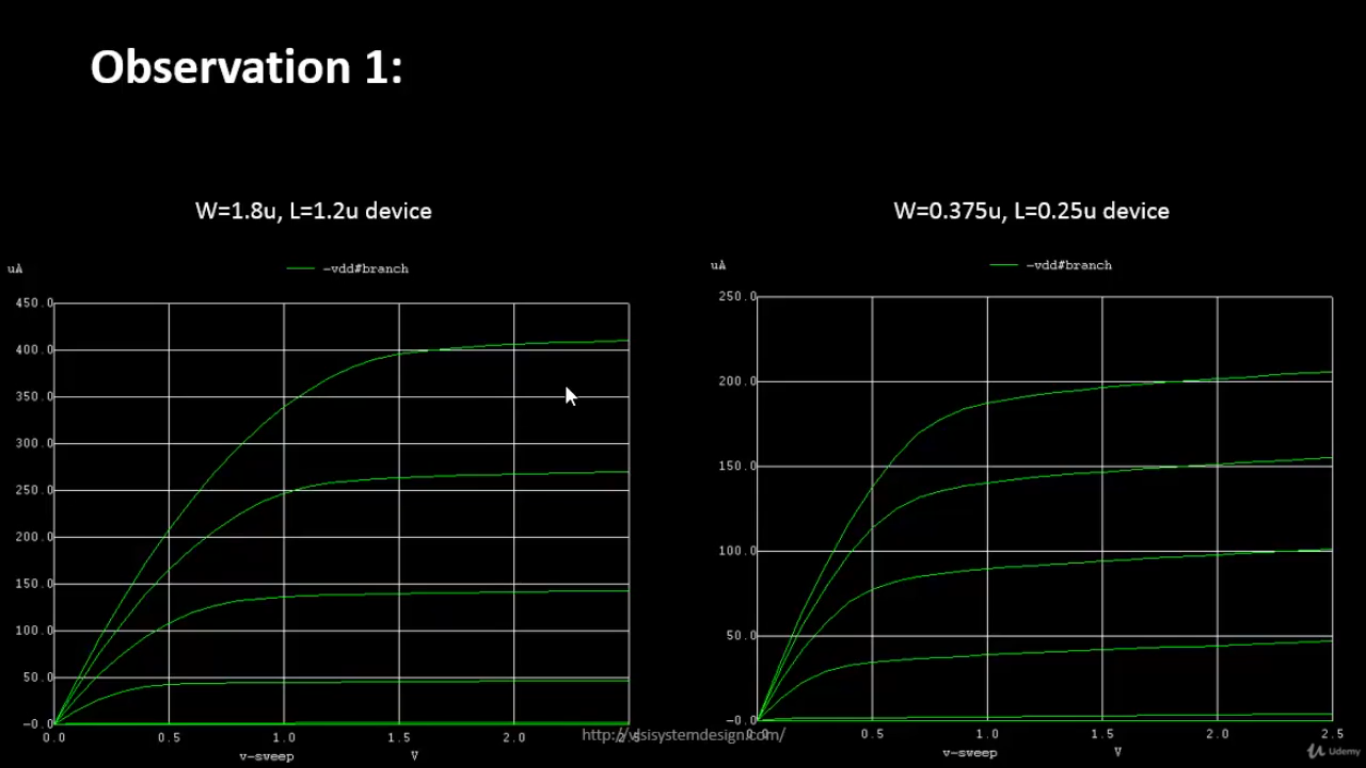 Observation 1:
W=1.8u, L=1.2u device
uA
-vdd#branch
450.0
400.0
350.0
300.0
250.0
200.0
150.0
100.0
50.0
-0.0
0.0 0.5 1.0 1.5 2.0 2.5
v-sweep V
W=0.375u, L=0.25u device
uA
-vdd#branch
250.0
200.0
150.0
100.0
50.0
-0.0
0.0 0.5 1.0 1.5 2.0 2.5
v-sweep V
http://vlsisystemdesign.com/
Udemy